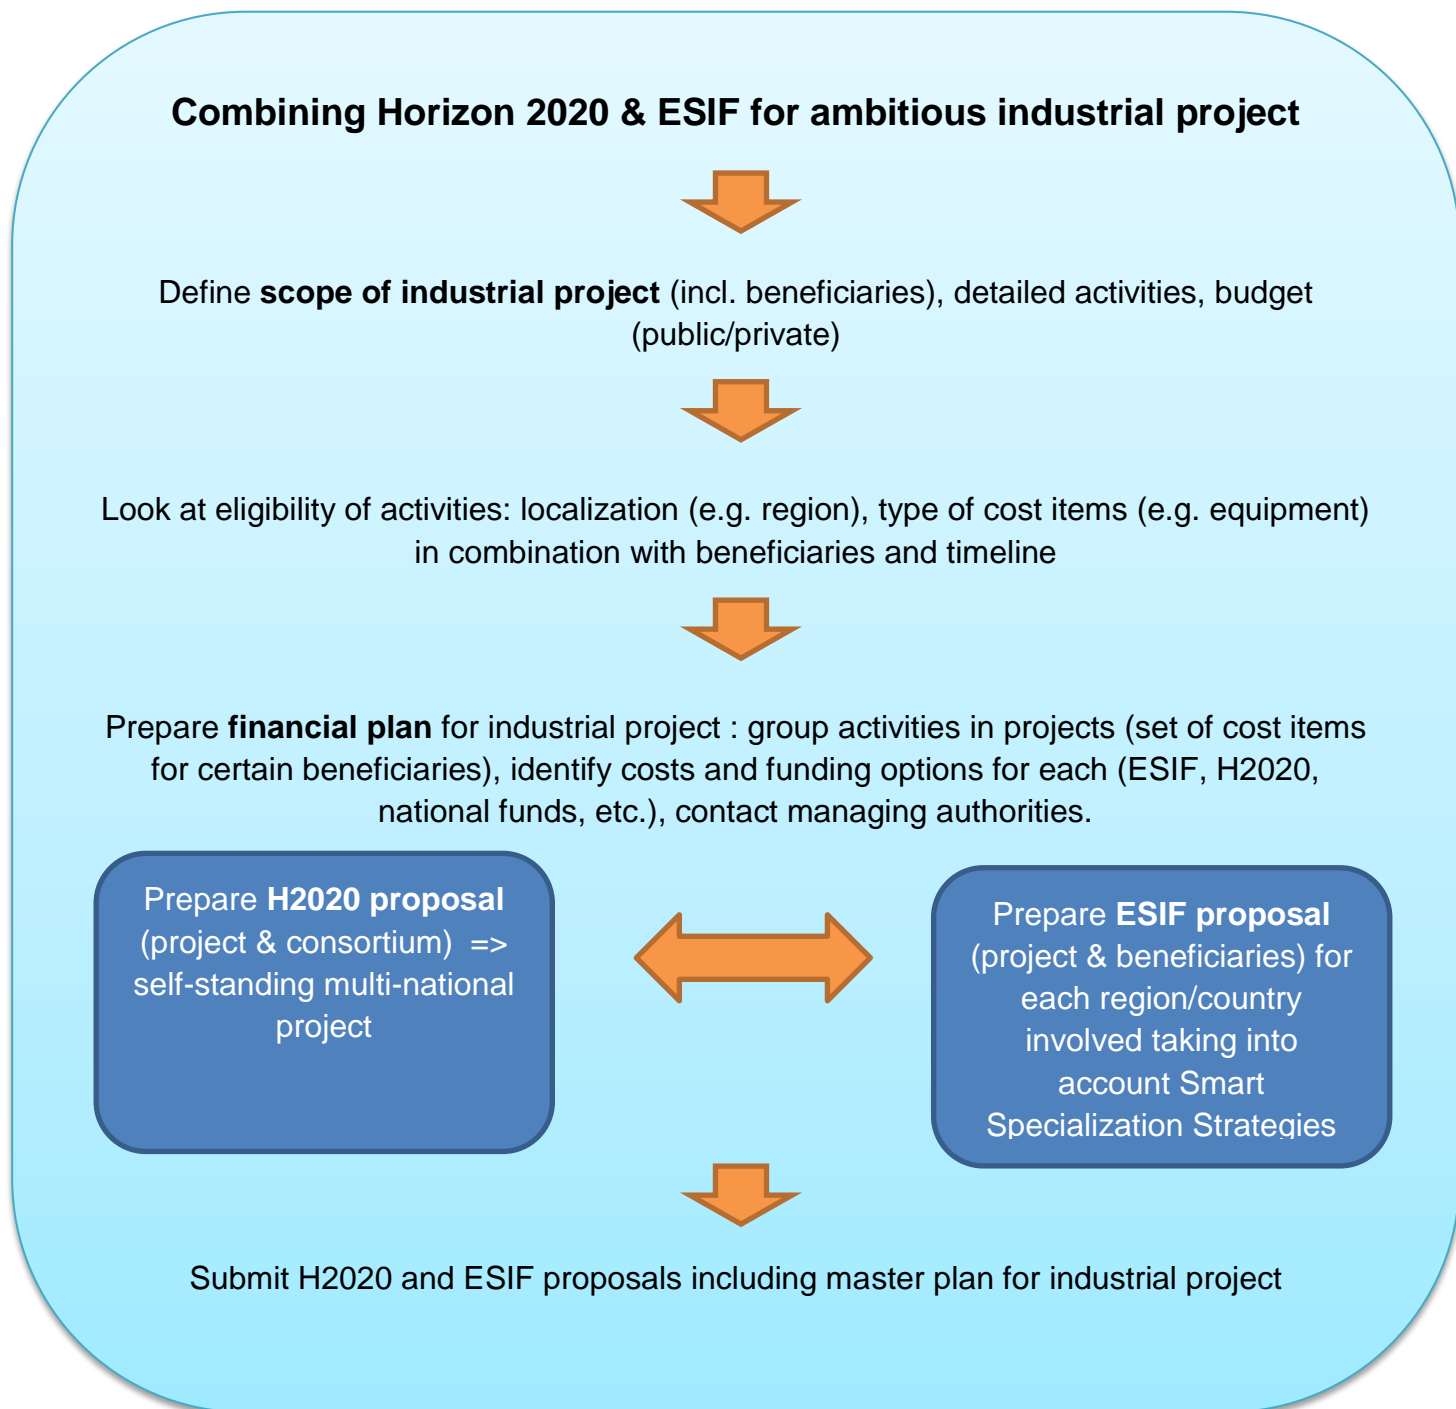 Combining Horizon 2020 & ESIF for ambitious industrial project
Define scope of industrial project (incl. beneficiaries), detailed activities, budget
(public/private)
Look at eligibility of activities: localization (e.g. region), type of cost items (e.g. equipment)
in combination with beneficiaries and timeline
Prepare financial plan for industrial project : group activities in projects (set of cost items
for certain beneficiaries), identify costs and funding options for each (ESIF, H2020,
national funds, etc.), contact managing authorities.
Prepare H2020 proposal
(project & consortium) =>
self-standing multi-national
project
Prepare ESIF proposal
(project & beneficiaries) for
each region/country
involved taking into
account Smart
Specialization Strategies
Submit H2020 and ESIF proposals including master plan for industrial project